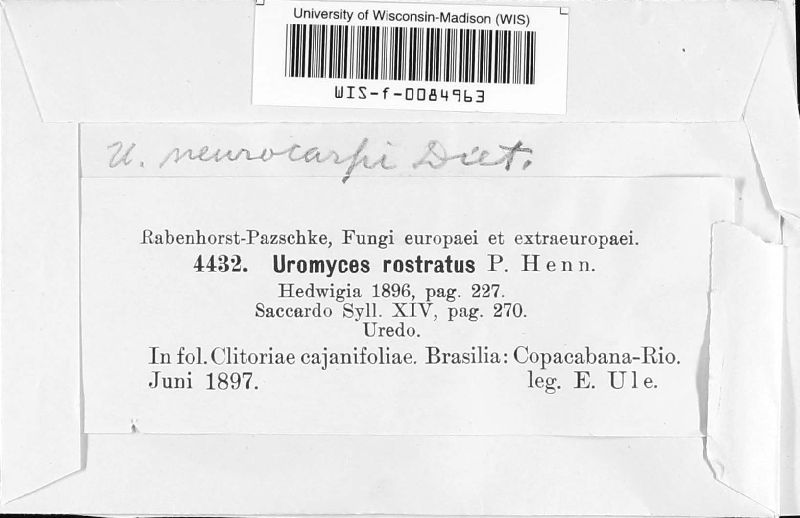 University of Wisconsin-Madison (WIS)
WIS-f-0084963
U. neurocarpi Diet.
Rabenhorst-Pazschke, Fungi europaei et extraeuropaei.
4432. Uromyces rostratus P. Henn.
Hedwigia 1896, pag. 227.
Saccardo Syll. XIV, pag. 270.
Uredo.
In fol. Clitoriae cajanifoliae. Brasilia: Copacabana-Rio.
Juni 1897. leg. E. Ule.